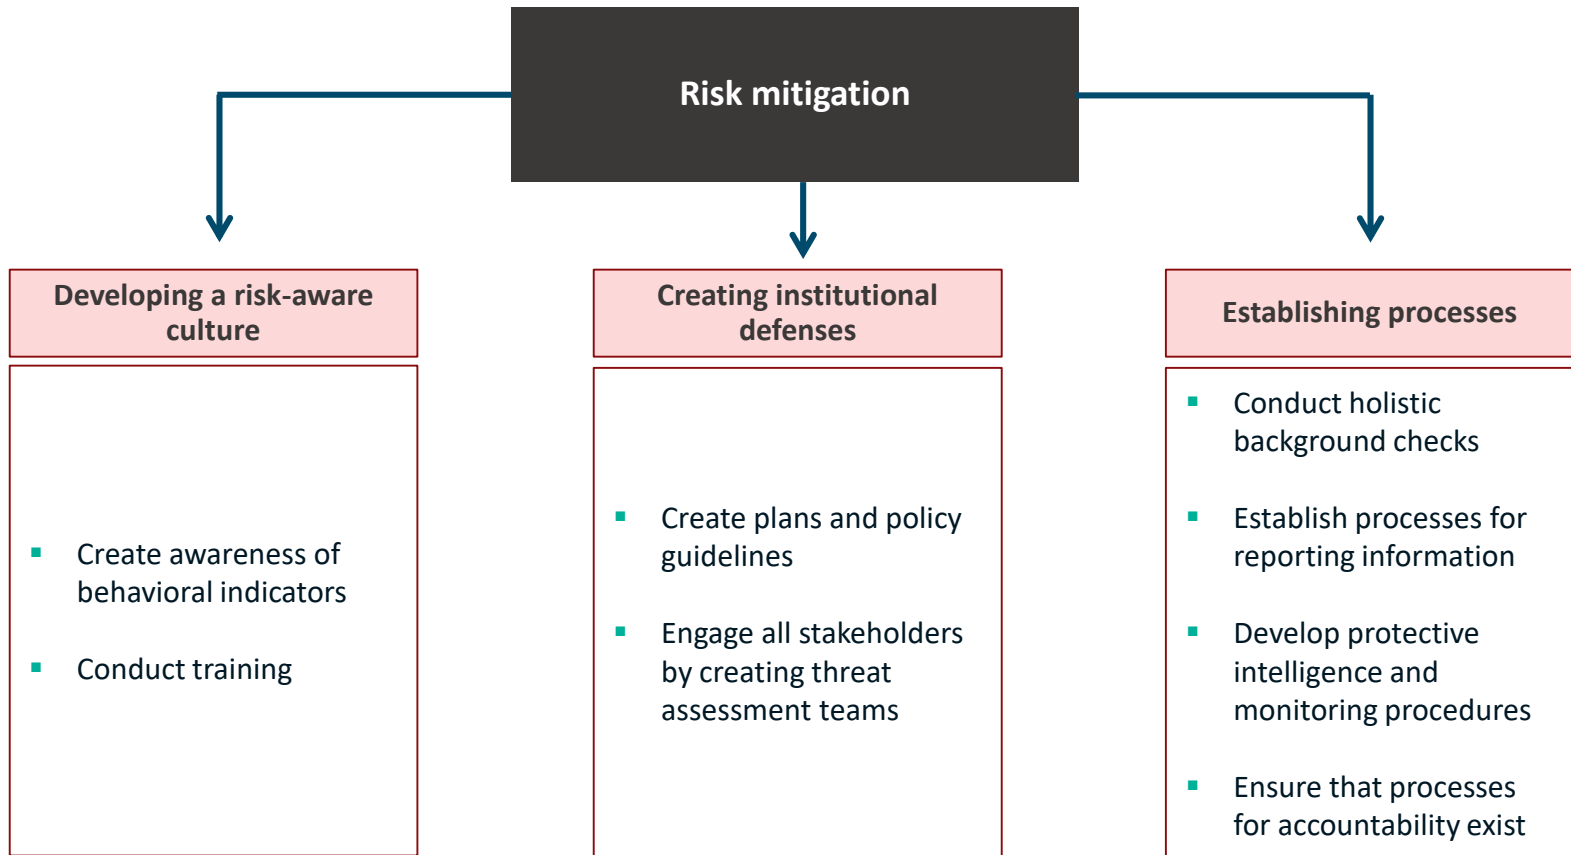 Risk mitigation
Developing a risk-aware
culture
▪ Create awareness of
behavioral indicators
▪ Conduct training
Creating institutional
defenses
▪ Create plans and policy
guidelines
▪ Engage all stakeholders
by creating threat
assessment teams
Establishing processes
▪ Conduct holistic
background checks
▪ Establish processes for
reporting information
▪ Develop protective
intelligence and
monitoring procedures
▪ Ensure that processes
for accountability exist